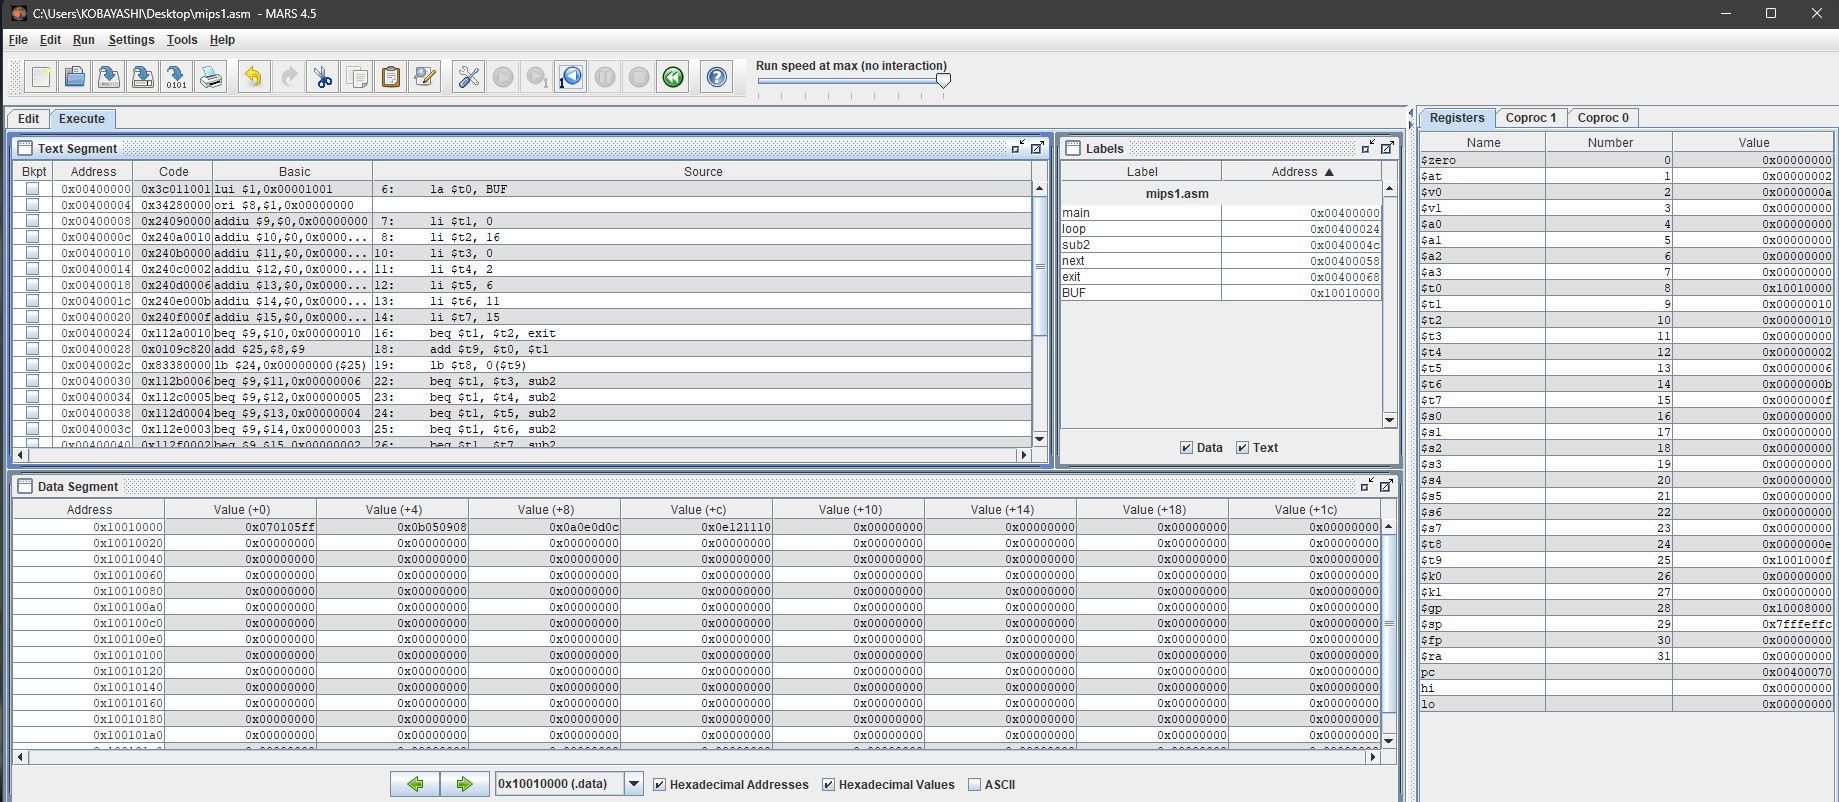 C:\Users\KOBAYASHI\Desktop\mips1.asm - MARS 4.5
File Edit Run Settings Tools Help
Run speed at max (no interaction)
Edit Execute
Text Segment
Bkpt Address Code Basic Source
0x00400000 0x3c011001 lui $1,0x00001001 6: la $t0, BUF
0x00400004 0x34280000 ori $8,$1,0x00000000
0x00400008 0x24090000 addiu $9,$0,0x00000000 7: li $t1, 0
0x0040000c 0x240a0010 addiu $10,$0,0x0000... 8: li $t2, 16
0x00400010 0x240b0000 addiu $11,$0,0x0000... 10: li $t3, 0
0x00400014 0x240c0002 addiu $12,$0,0x0000... 11: li $t4, 2
0x00400018 0x240d0006 addiu $13,$0,0x0000... 12: li $t5, 6
0x0040001c 0x240e000b addiu $14,$0,0x0000... 13: li $t6, 11
0x00400020 0x240f000f addiu $15,$0,0x0000... 14: li $t7, 15
0x00400024 0x112a0010 beq $9,$10,0x00000010 16: beq $t1, $t2, exit
0x00400028 0x0109c820 add $25,$8,$9 18: add $t9, $t0, $t1
0x0040002c 0x83380000 lb $24,0x00000000($25) 19: lb $t8, 0($t9)
0x00400030 0x112b0006 beq $9,$11,0x00000006 22: beq $t1, $t3, sub2
0x00400034 0x112c0005 beq $9,$12,0x00000005 23: beq $t1, $t4, sub2
0x00400038 0x112d0004 beq $9,$13,0x00000004 24: beq $t1, $t5, sub2
0x0040003c 0x112e0003 beq $9,$14,0x00000003 25: beq $t1, $t6, sub2
0x00400040 0x112f0002 beq $9,$15,0x00000002 26: beq $t1, $t7, sub2
Labels
Label Address ▲
mips1.asm
main 0x00400000
loop 0x00400024
sub2 0x0040004c
next 0x00400058
exit 0x00400068
BUF 0x10010000
Data Text
Data Segment
Address Value (+0) Value (+4) Value (+8) Value (+c) Value (+10) Value (+14) Value (+18) Value (+1c)
0x10010000 0x070105ff 0x0b050908 0x0a0e0d0c 0x0e121110 0x00000000 0x00000000 0x00000000 0x00000000
0x10010020 0x00000000 0x00000000 0x00000000 0x00000000 0x00000000 0x00000000 0x00000000 0x00000000
0x10010040 0x00000000 0x00000000 0x00000000 0x00000000 0x00000000 0x00000000 0x00000000 0x00000000
0x10010060 0x00000000 0x00000000 0x00000000 0x00000000 0x00000000 0x00000000 0x00000000 0x00000000
0x10010080 0x00000000 0x00000000 0x00000000 0x00000000 0x00000000 0x00000000 0x00000000 0x00000000
0x100100a0 0x00000000 0x00000000 0x00000000 0x00000000 0x00000000 0x00000000 0x00000000 0x00000000
0x100100c0 0x00000000 0x00000000 0x00000000 0x00000000 0x00000000 0x00000000 0x00000000 0x00000000
0x100100e0 0x00000000 0x00000000 0x00000000 0x00000000 0x00000000 0x00000000 0x00000000 0x00000000
0x10010100 0x00000000 0x00000000 0x00000000 0x00000000 0x00000000 0x00000000 0x00000000 0x00000000
0x10010120 0x00000000 0x00000000 0x00000000 0x00000000 0x00000000 0x00000000 0x00000000 0x00000000
0x10010140 0x00000000 0x00000000 0x00000000 0x00000000 0x00000000 0x00000000 0x00000000 0x00000000
0x10010160 0x00000000 0x00000000 0x00000000 0x00000000 0x00000000 0x00000000 0x00000000 0x00000000
0x10010180 0x00000000 0x00000000 0x00000000 0x00000000 0x00000000 0x00000000 0x00000000 0x00000000
0x100101a0 0x00000000 0x00000000 0x00000000 0x00000000 0x00000000 0x00000000 0x00000000 0x00000000
0x10010000 (.data) Hexadecimal Addresses Hexadecimal Values ASCII
Registers Coproc 1 Coproc 0
Name Number Value
$zero 0 0x00000000
$at 1 0x00000002
$v0 2 0x0000000a
$v1 3 0x00000000
$a0 4 0x00000000
$a1 5 0x00000000
$a2 6 0x00000000
$a3 7 0x00000000
$t0 8 0x10010000
$t1 9 0x00000010
$t2 10 0x00000010
$t3 11 0x00000000
$t4 12 0x00000002
$t5 13 0x00000006
$t6 14 0x0000000b
$t7 15 0x0000000f
$s0 16 0x00000000
$s1 17 0x00000000
$s2 18 0x00000000
$s3 19 0x00000000
$s4 20 0x00000000
$s5 21 0x00000000
$s6 22 0x00000000
$s7 23 0x00000000
$t8 24 0x0000000e
$t9 25 0x1001000f
$k0 26 0x00000000
$k1 27 0x00000000
$gp 28 0x10008000
$sp 29 0x7fffeffc
$fp 30 0x00000000
$ra 31 0x00000000
pc 0x00400070
hi 0x00000000
lo 0x00000000